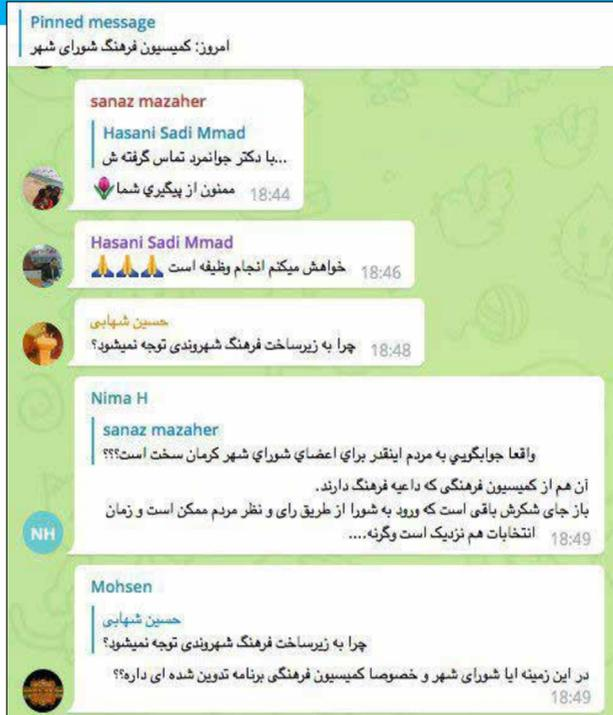 Pinned message
امروز: کمیسیون فرهنگ شورای شهر
sanaz mazaher
Hasani Sadi Mmad
...با دکتر جوانمرد تماس گرفته ش
ممنون از پیگیري شما🌷
18:44
Hasani Sadi Mmad
خواهش میکنم انجام وظیفه است 🙏🙏🙏
18:46
حسین شهابی
چرا به زیرساخت فرهنگ شهروندی توجه نمیشود؟
18:48
Nima H
sanaz mazaher
واقعا جوابگویي به مردم اینقدر براي اعضاي شوراي شهر کرمان سخت است؟؟؟
آن هم از کمیسیون فرهنگی که داعیه فرهنگ دارند.
باز جای شکرش باقی است که ورود به شورا از طریق رای و نظر مردم ممکن است و زمان
انتخابات هم نزدیک است وگرنه....
18:49
NH
Mohsen
حسین شهابی
چرا به زیرساخت فرهنگ شهروندی توجه نمیشود؟
در این زمینه ایا شورای شهر و خصوصا کمیسیون فرهنگی برنامه تدوین شده ای داره؟؟
18:49